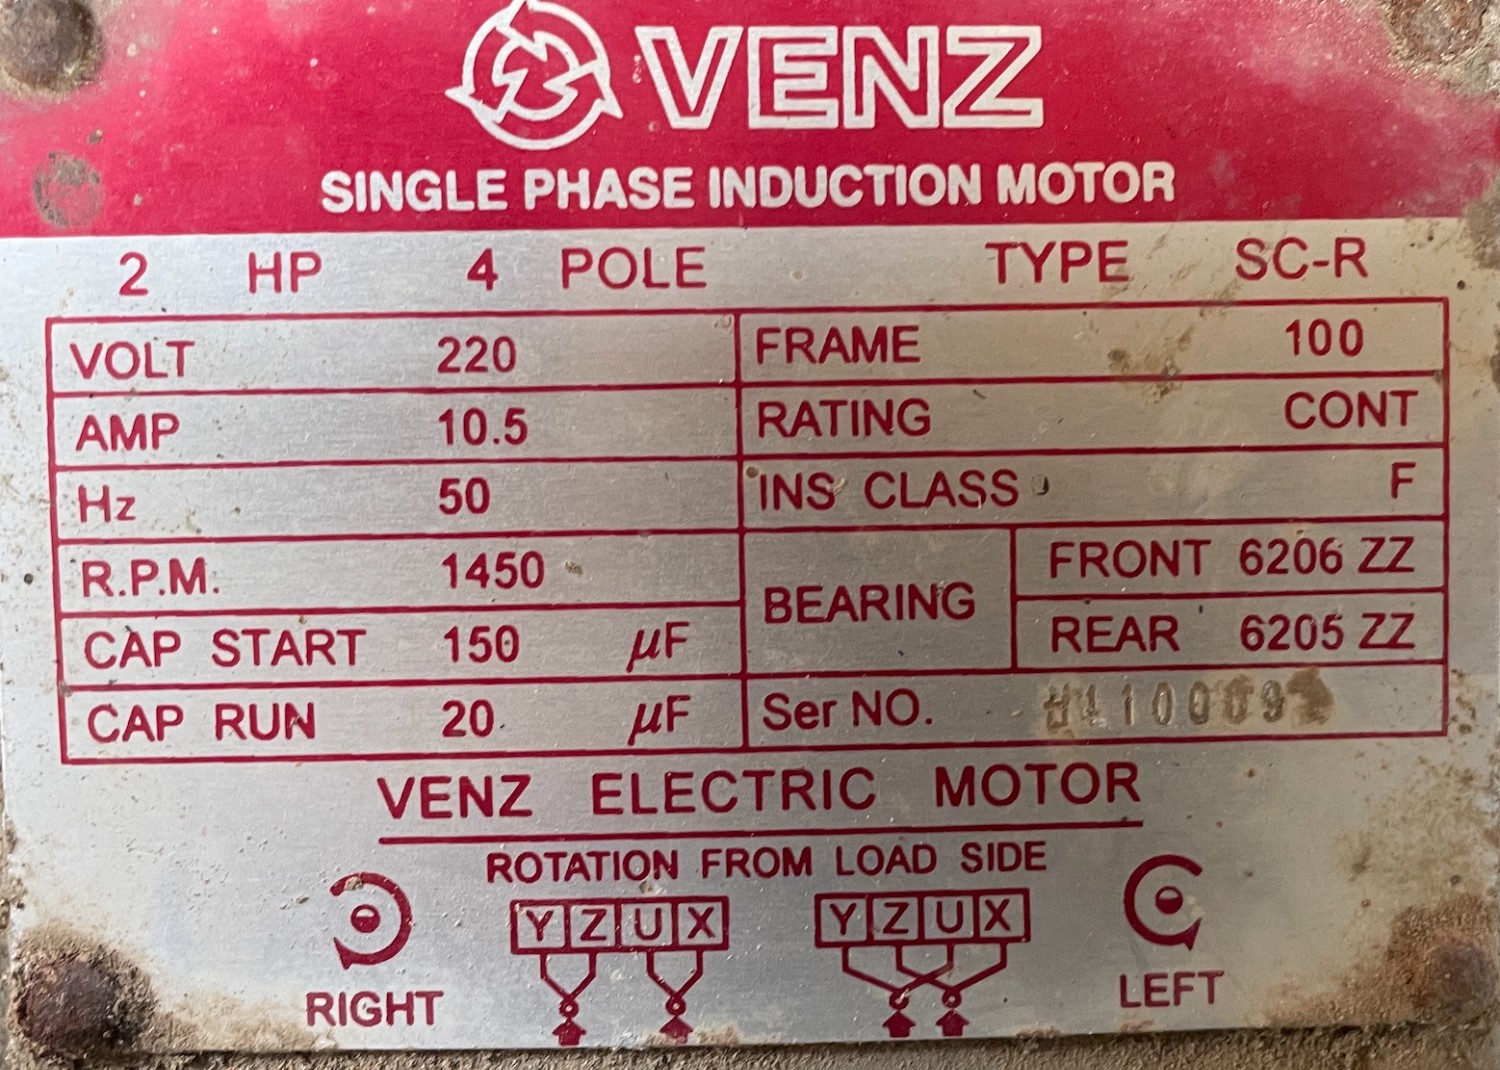 VENZ
SINGLE PHASE INDUCTION MOTOR
2 HP 4 POLE TYPE SC-R
VOLT 220 FRAME 100
AMP 10.5 RATING CONT
Hz 50 INS CLASS F
R.P.M. 1450 BEARING FRONT 6206 ZZ
CAP START 150 µF REAR 6205 ZZ
CAP RUN 20 µF Ser NO.
VENZ ELECTRIC MOTOR
ROTATION FROM LOAD SIDE
Y Z U X Y Z U X
RIGHT LEFT